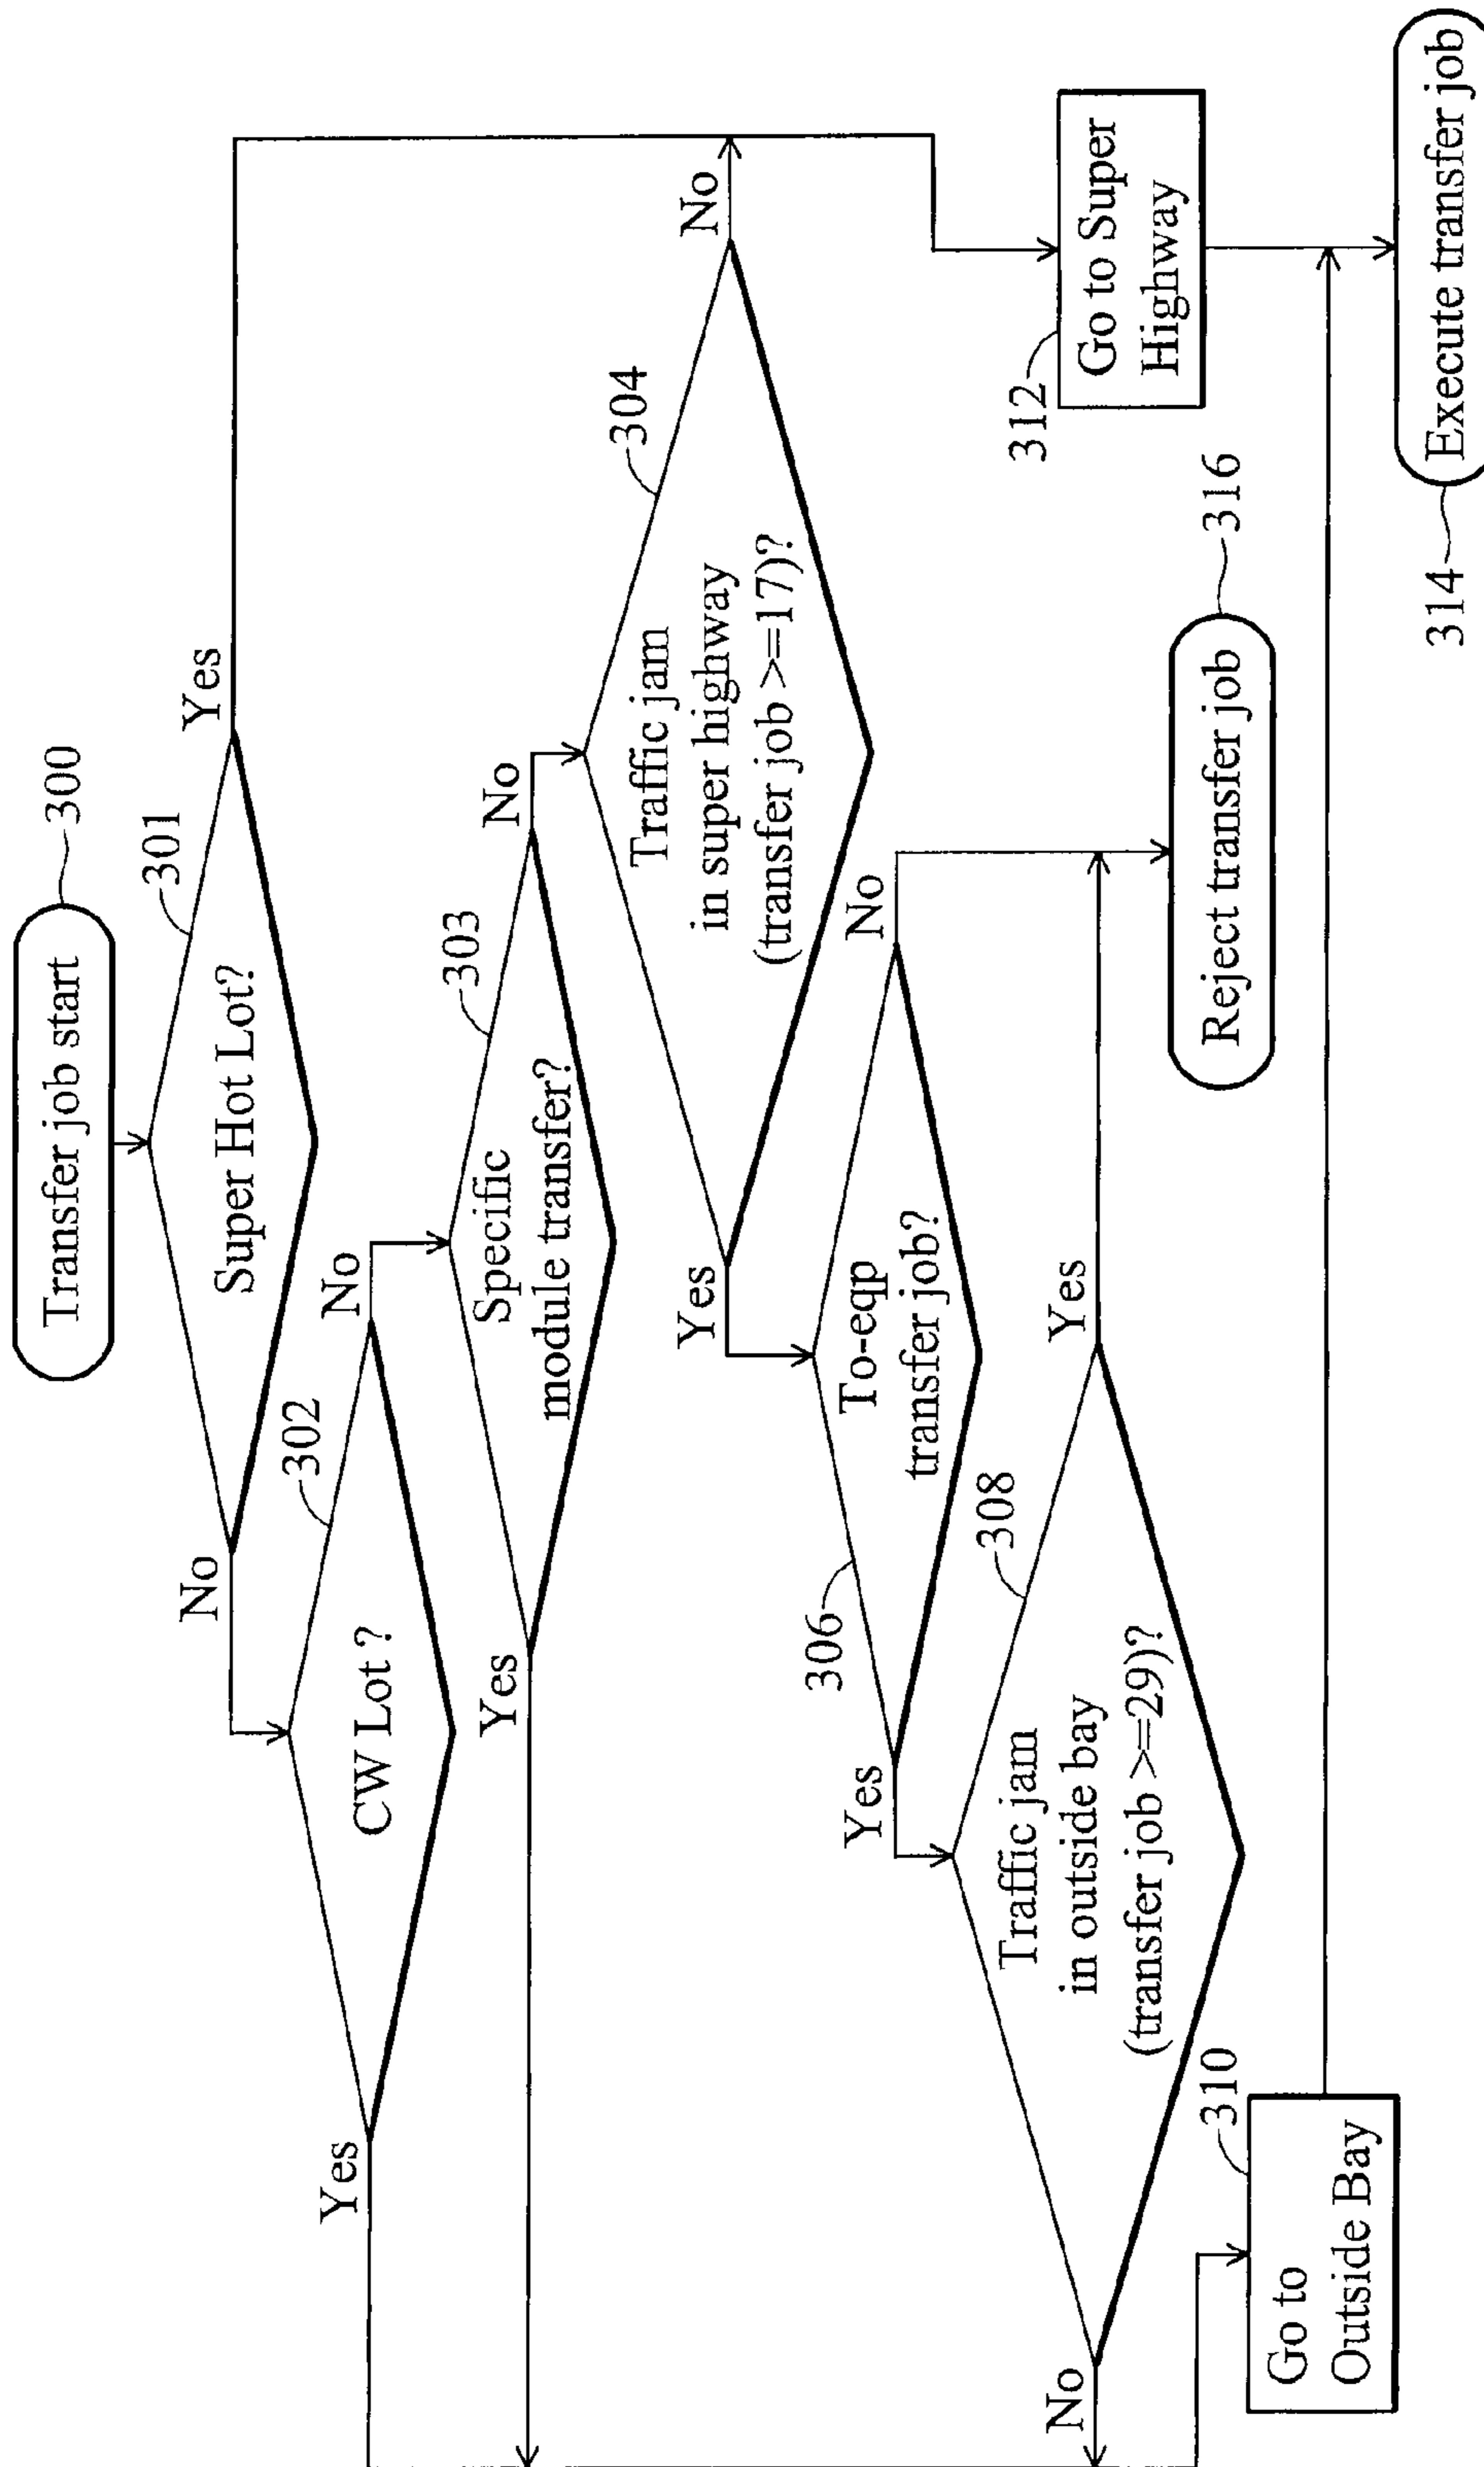 Transfer job start
300
Super Hot Lot?
301
Yes
No
CW Lot ?
302
Yes
No
Specific
module transfer?
303
Yes
No
Traffic jam
in super highway
(transfer job >=17)?
304
Yes
No
To-eqp
transfer job?
306
Yes
No
Traffic jam
in outside bay
(transfer job >=29)?
308
Yes
No
Go to
Outside Bay
310
Go to Super
Highway
312
Reject transfer job
316
Execute transfer job
314